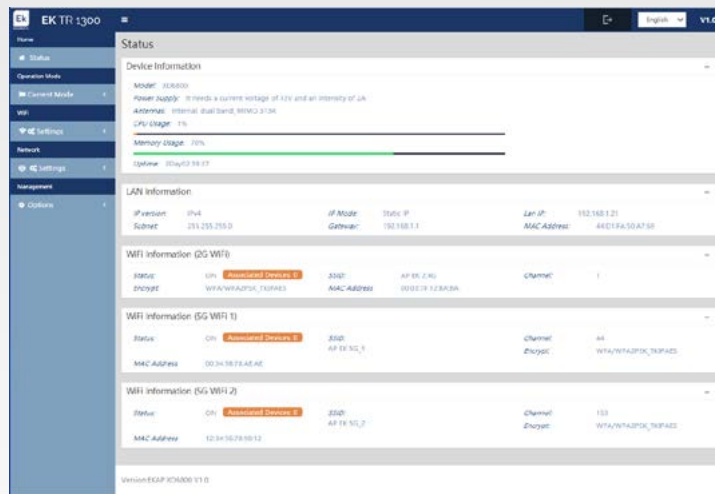 Ek EK TR 1300 English V1.0
Home
Status
Operation Mode
Current Mode
WiFi
Settings
Network
Settings
Management
Options
Status
Device Information
Model: XD6800
Power Supply: It needs a current voltage of 12V and an intensity of 2A
Antennas: Internal dual band, MIMO
CPU Usage: 1%
Memory Usage: 70%
Uptime:
LAN Information
IP version: IPv4 IP Mode: Static IP Lan IP: 192.168.1.21
Subnet: 255.255.255.0 Gateway: 192.168.1.1 MAC Address:
WiFi Information (2G WiFi)
Status: ON Associated Devices: 0 SSID: AP EK 2.4G Channel: 1
Encrypt: WPA/WPA2PSK_TKIPAES MAC Address
WiFi Information (5G WiFi 1)
Status: ON Associated Devices: 0 SSID: AP EK 5G_1 Channel: 44
Encrypt: WPA/WPA2PSK_TKIPAES
MAC Address
WiFi Information (5G WiFi 2)
Status: ON Associated Devices: 0 SSID: AP EK 5G_2 Channel:
Encrypt: WPA/WPA2PSK_TKIPAES
MAC Address
Version:EKAP XD6800 V1.0